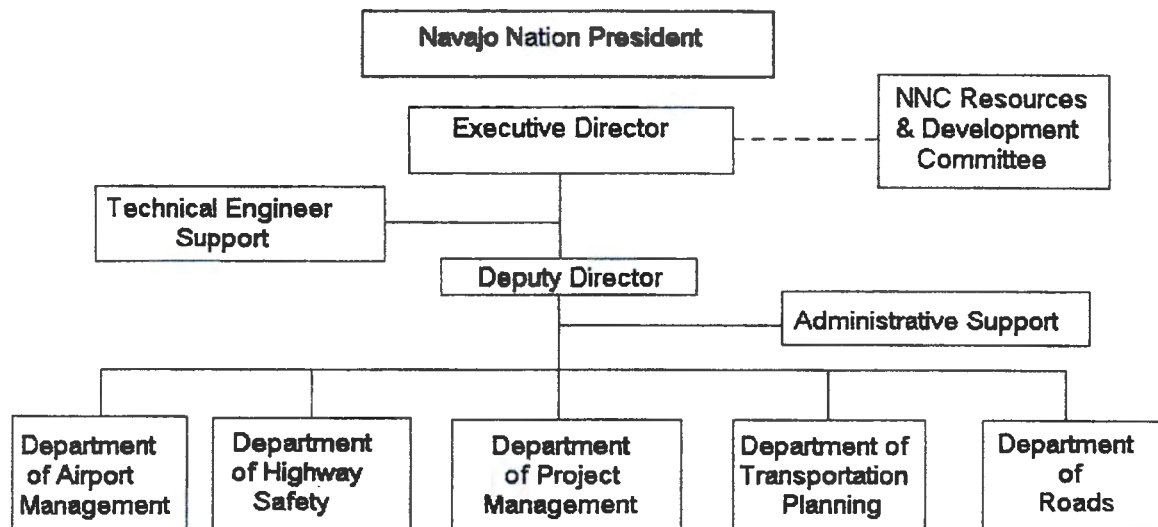 Navajo Nation President
NNC Resources
& Development
Committee
Executive Director
Technical Engineer
Support
Deputy Director
Administrative Support
Department
of Airport
Management
Department
of Highway
Safety
Department
of Project
Management
Department of
Transportation
Planning
Department
of
Roads